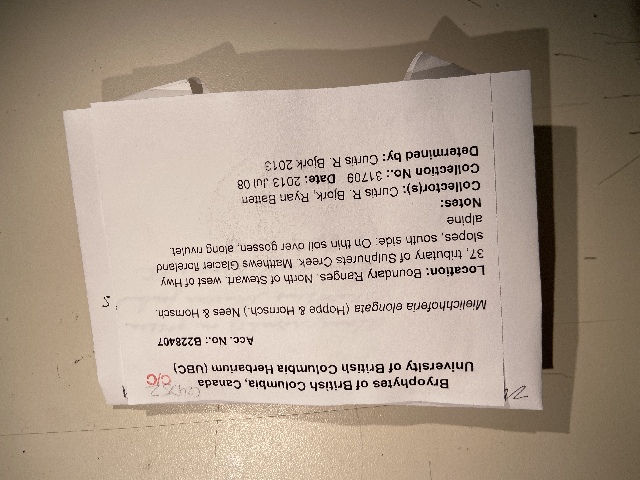 Bryophytes of British Columbia, Canada
University of British Columbia Herbarium (UBC)
Acc. No.: B228407
Mielichhoferia elongata (Hoppe & Hornsch.) Nees & Hornsch.
Location: Boundary Ranges. North of Stewart, west of Hwy
37, tributary of Sulphurets Creek. Matthews Glacier foreland
slopes, south side: On thin soil over gossen, along rivulet.
alpine
Notes:
Collector(s): Curtis R. Bjork, Ryan Batten
Collection No.: 31709 Date: 2013 Jul 08
Determined by: Curtis R. Bjork 2013
c/c